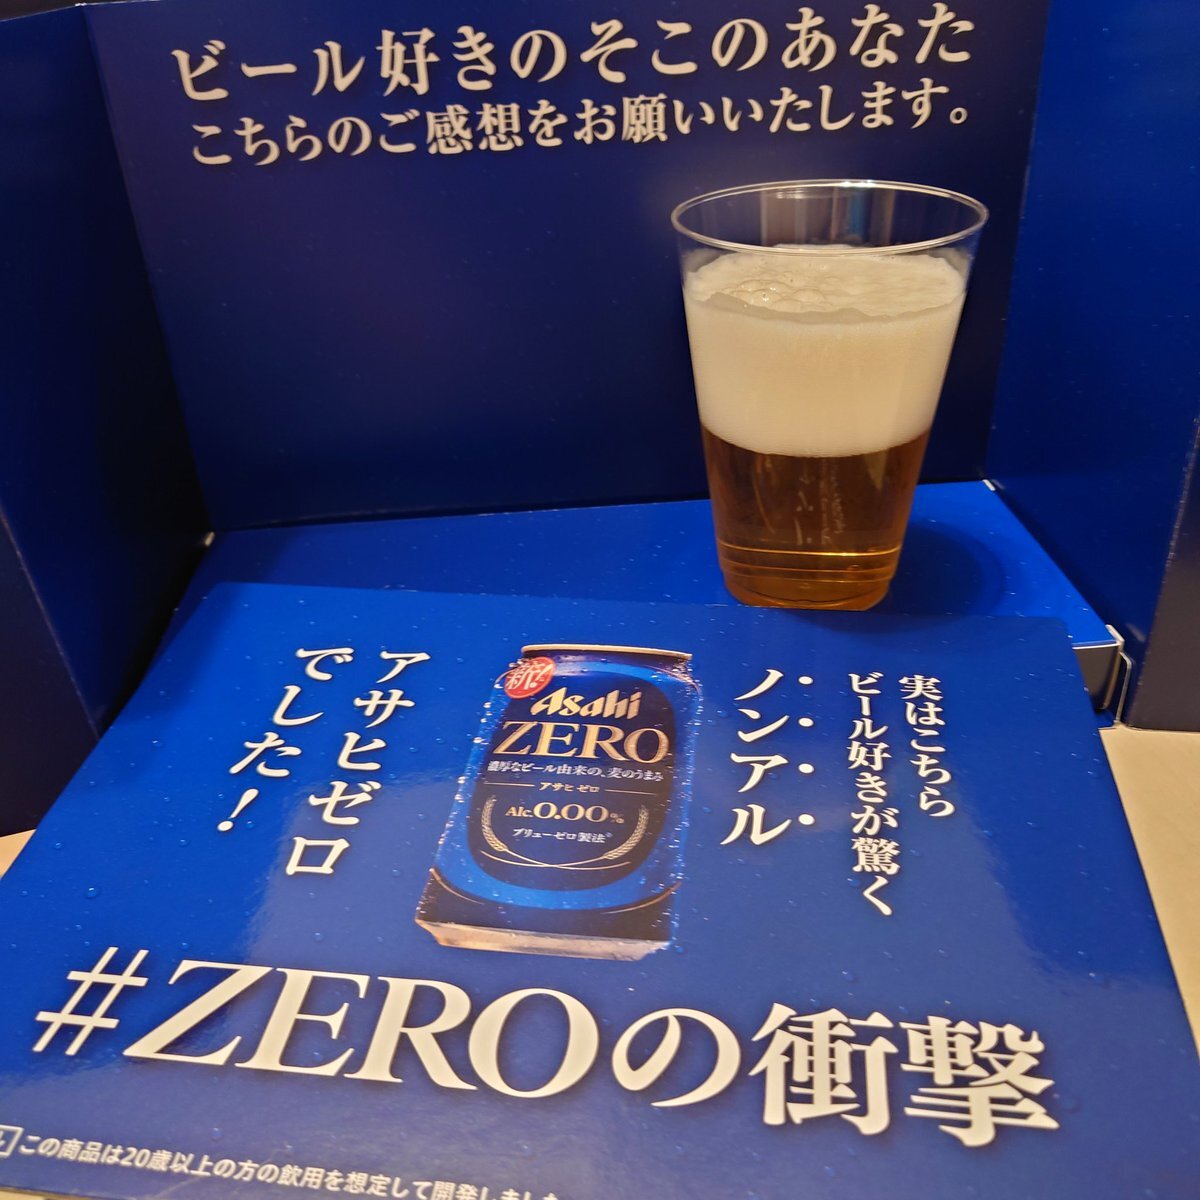 ビール好きのそこのあなた
こちらのご感想をお願いいたします。
実はこちら
ビール好きが驚く
ノンアル
アサヒゼロ
でした！
新!
Asahi
ZERO
濃厚なビール由来の、麦のうまみ
アサヒ ゼロ
Alc.0.00%
ブリューゼロ製法
#ZEROの衝撃
この商品は20歳以上の方の飲用を想定して開発しました